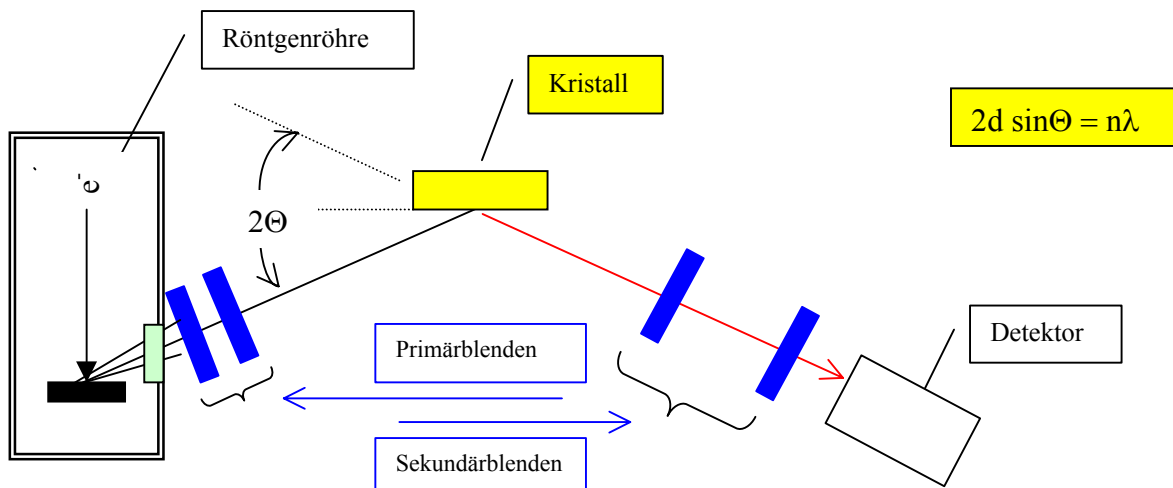 Röntgenröhre
Kristall
2d sinΘ = nλ
e⁻
2Θ
Primärblenden
Detektor
Sekundärblenden